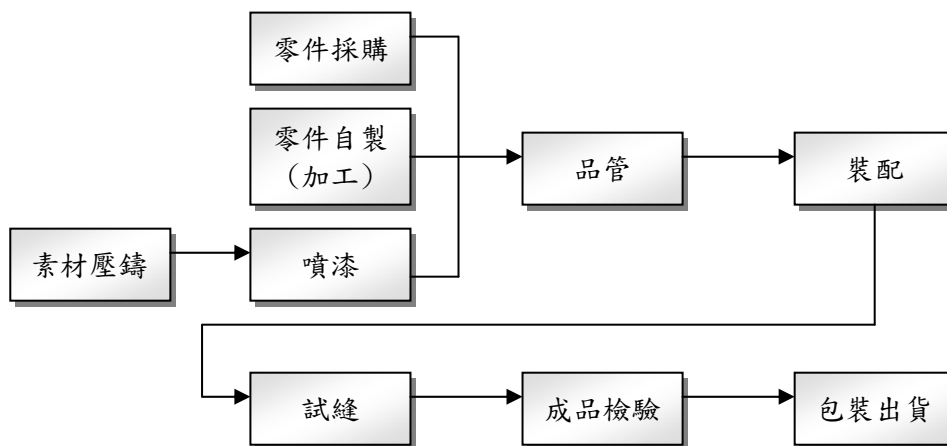 零件採購
零件自製
（加工）
品管
裝配
素材壓鑄
噴漆
試縫
成品檢驗
包裝出貨